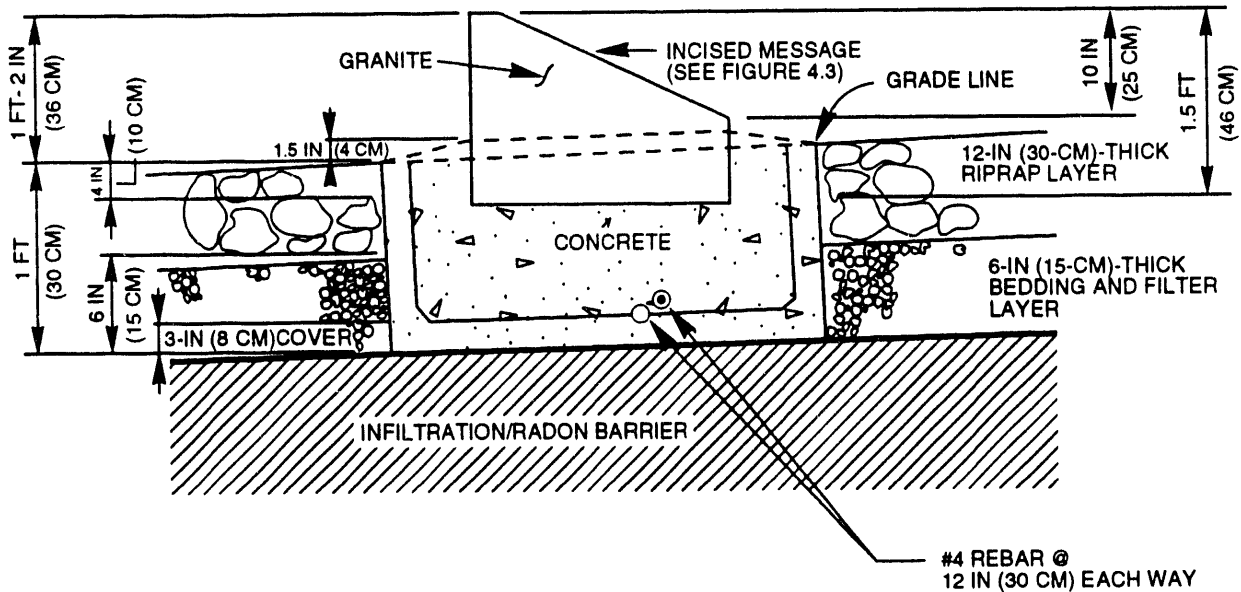 1 FT- 2 IN
(36 CM)
GRANITE
INCISED MESSAGE
(SEE FIGURE 4.3)
GRADE LINE
10 IN
(25 CM)
1.5 FT
(46 CM)
(10 CM)
4 IN
1.5 IN (4 CM)
12-IN (30-CM)-THICK
RIPRAP LAYER
1 FT
(30 CM)
6 IN
(15 CM)
CONCRETE
6-IN (15-CM)-THICK
BEDDING AND FILTER
LAYER
3-IN (8 CM)COVER
INFILTRATION/RADON BARRIER
#4 REBAR @
12 IN (30 CM) EACH WAY